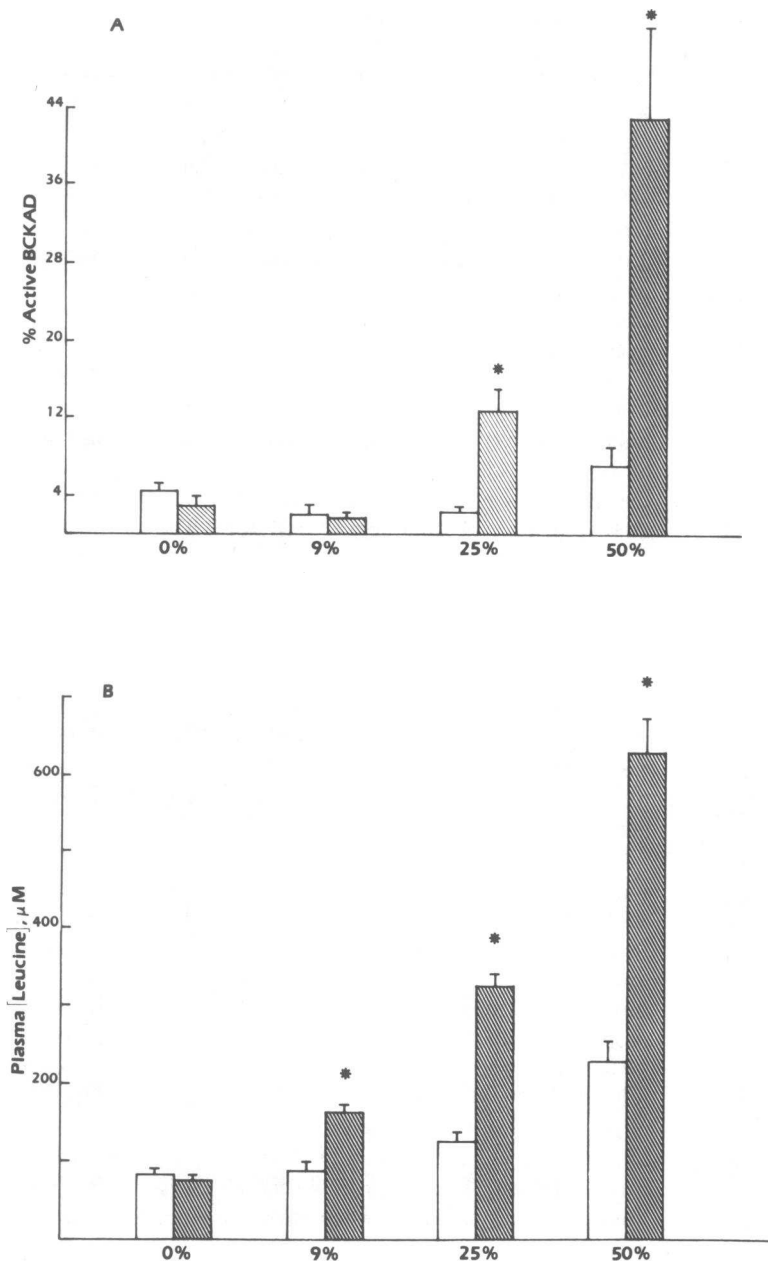 A
44
36
28
20
12
4
% Active BCKAD
*
*
0% 9% 25% 50%
B
600
400
200
Plasma [Leucine], μM
*
*
*
0% 9% 25% 50%